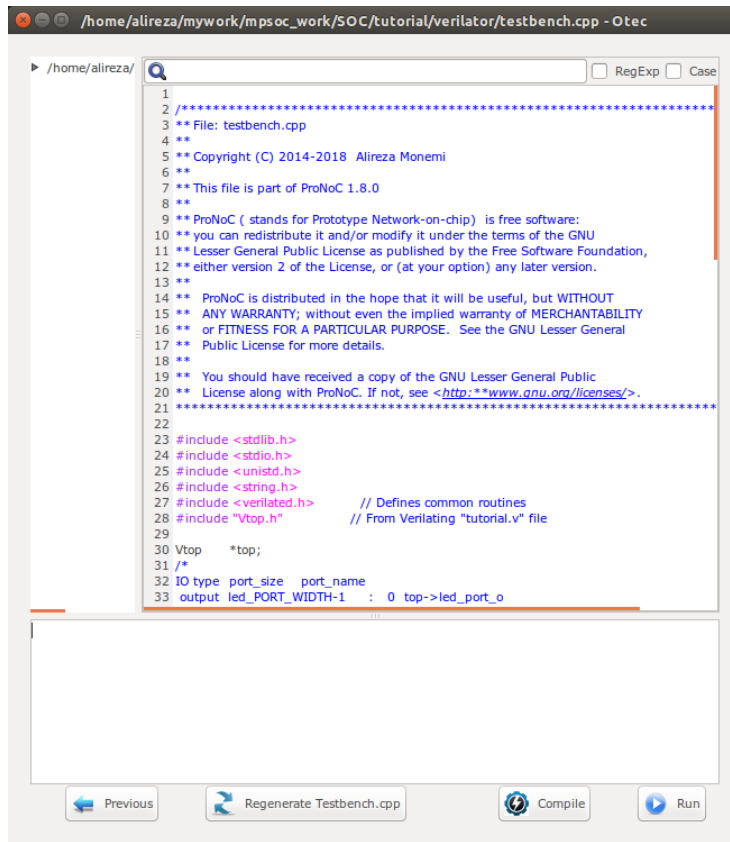 /home/alireza/mywork/mpsoc_work/SOC/tutorial/verilator/testbench.cpp - Otec
/home/alireza/
RegExp Case
1
2 /*********************************************************************
3 ** File: testbench.cpp
4 **
5 ** Copyright (C) 2014-2018 Alireza Monemi
6 **
7 ** This file is part of ProNoC 1.8.0
8 **
9 ** ProNoC ( stands for Prototype Network-on-chip) is free software:
10 ** you can redistribute it and/or modify it under the terms of the GNU
11 ** Lesser General Public License as published by the Free Software Foundation,
12 ** either version 2 of the License, or (at your option) any later version.
13 **
14 ** ProNoC is distributed in the hope that it will be useful, but WITHOUT
15 ** ANY WARRANTY; without even the implied warranty of MERCHANTABILITY
16 ** or FITNESS FOR A PARTICULAR PURPOSE. See the GNU Lesser General
17 ** Public License for more details.
18 **
19 ** You should have received a copy of the GNU Lesser General Public
20 ** License along with ProNoC. If not, see <http:**www.gnu.org/licenses/>.
21 *********************************************************************
22
23 #include <stdlib.h>
24 #include <stdio.h>
25 #include <unistd.h>
26 #include <string.h>
27 #include <verilated.h> // Defines common routines
28 #include "Vtop.h" // From Verilating "tutorial.v" file
29
30 Vtop *top;
31 /*
32 IO type port_size port_name
33 output led_PORT_WIDTH-1 : 0 top->led_port_o
Previous Regenerate Testbench.cpp Compile Run